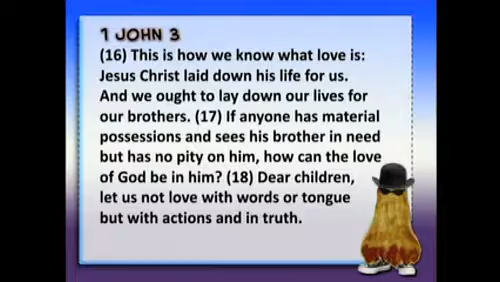 1 JOHN 3
(16) This is how we know what love is:
Jesus Christ laid down his life for us.
And we ought to lay down our lives for
our brothers. (17) If anyone has material
possessions and sees his brother in need
but has no pity on him, how can the love
of God be in him? (18) Dear children,
let us not love with words or tongue
but with actions and in truth.